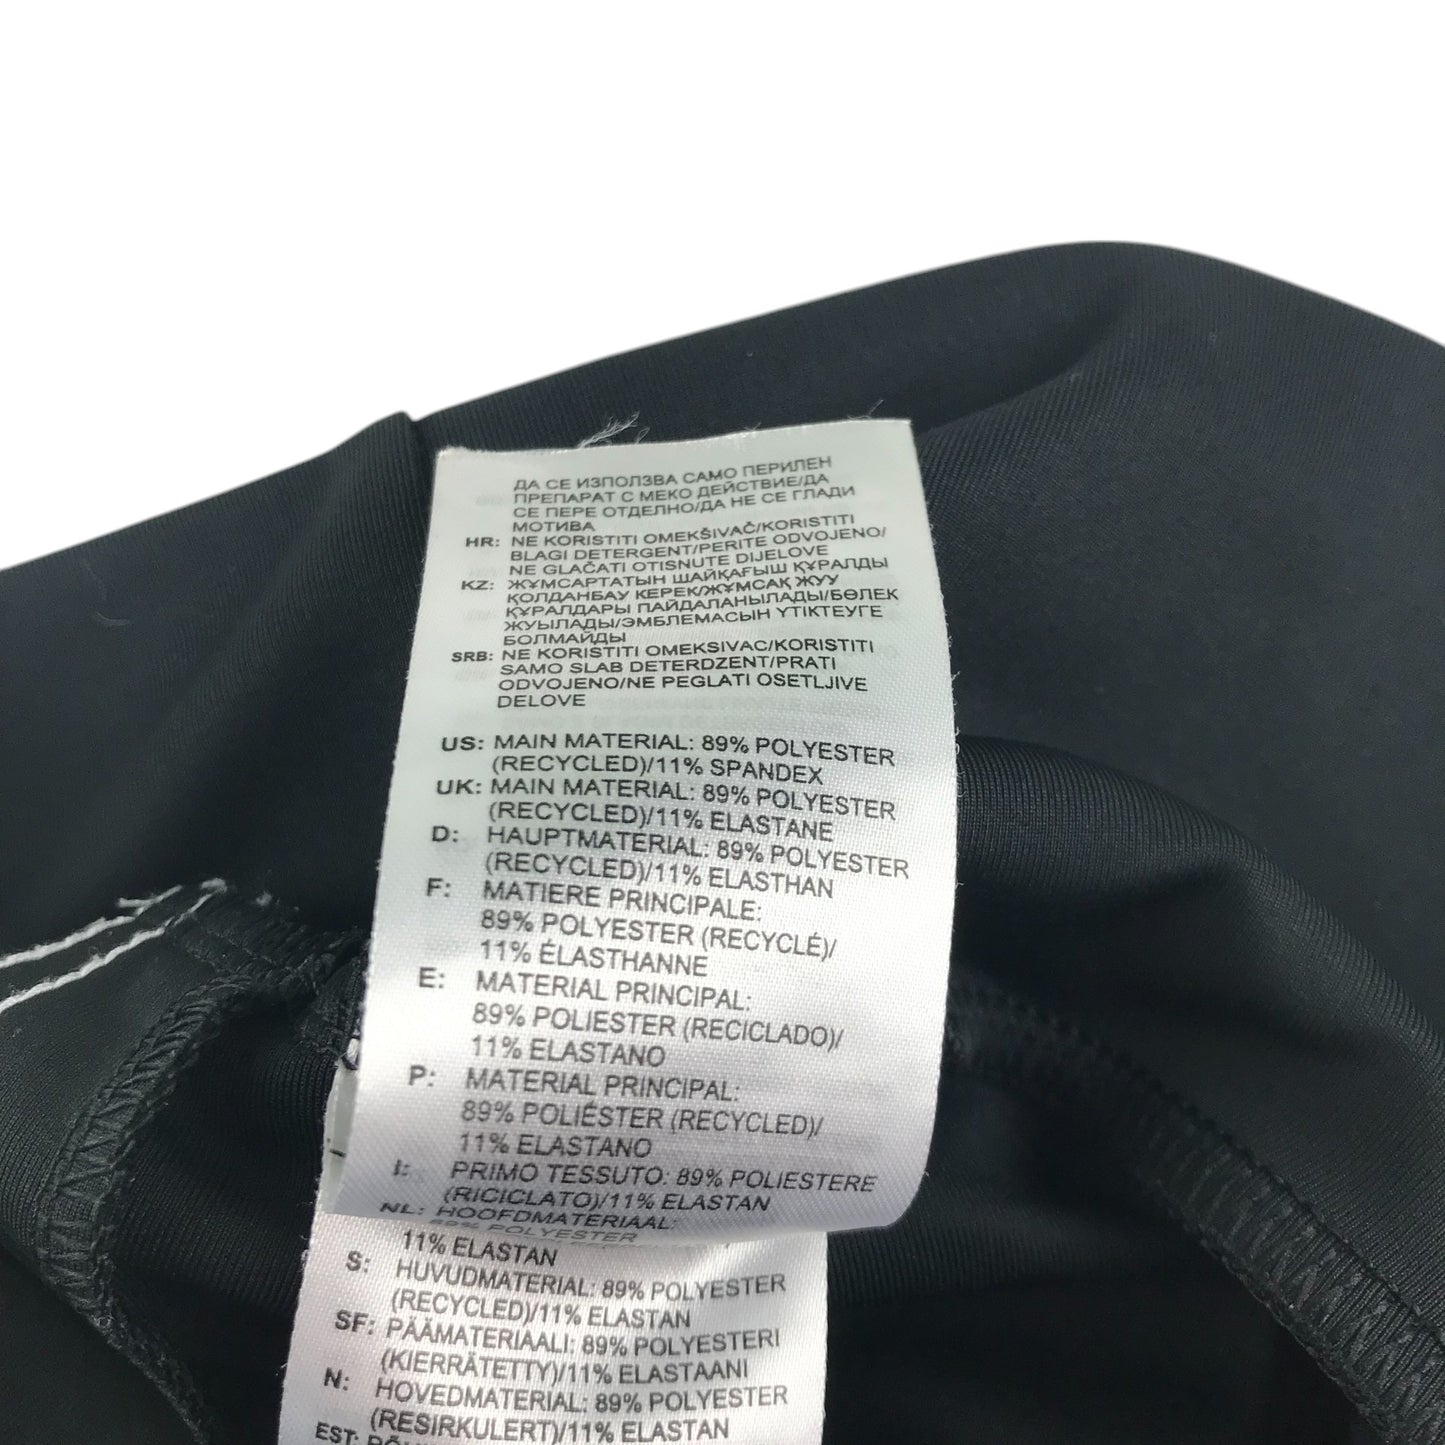 ДА СЕ ИЗПОЛЗВА САМО ПЕРИЛЕН
ПРЕПАРАТ С МЕКО ДЕЙСТВИЕ/ДА
СЕ ПЕРЕ ОТДЕЛНО/ДА НЕ СЕ ГЛАДИ
МОТИВА
HR: NE KORISTITI OMEKŠIVAČ/KORISTITI
BLAGI DETERGENT/PERITE ODVOJENO/
NE GLAČATI OTISNUTE DIJELOVE
KZ: ЖҰМСАРТАТЫН ШАЙҚАҒЫШ ҚҰРАЛДЫ
ҚОЛДАНБАУ КЕРЕК/ЖҰМСАҚ ЖУУ
ҚҰРАЛДАРЫ ПАЙДАЛАНЫЛАДЫ/БӨЛЕК
ЖУЫЛАДЫ/ЭМБЛЕМАСЫН ҮТІКТЕУГЕ
БОЛМАЙДЫ
SRB: NE KORISTITI OMEKSIVAC/KORISTITI
SAMO SLAB DETERDZENT/PRATI
ODVOJENO/NE PEGLATI OSETLJIVE
DELOVE
US: MAIN MATERIAL: 89% POLYESTER
(RECYCLED)/11% SPANDEX
UK: MAIN MATERIAL: 89% POLYESTER
(RECYCLED)/11% ELASTANE
D: HAUPTMATERIAL: 89% POLYESTER
(RECYCLED)/11% ELASTHAN
F: MATIERE PRINCIPALE:
89% POLYESTER (RECYCLÉ)/
11% ÉLASTHANNE
E: MATERIAL PRINCIPAL:
89% POLIESTER (RECICLADO)/
11% ELASTANO
P: MATERIAL PRINCIPAL:
89% POLIÉSTER (RECYCLED)/
11% ELASTANO
I: PRIMO TESSUTO: 89% POLIESTERE
(RICICLATO)/11% ELASTAN
NL: HOOFDMATERIAAL:
89% POLYESTER
11% ELASTAN
S: HUVUDMATERIAL: 89% POLYESTER
(RECYCLED)/11% ELASTAN
SF: PÄÄMATERIAALI: 89% POLYESTERI
(KIERRÄTETTY)/11% ELASTAANI
N: HOVEDMATERIAL: 89% POLYESTER
(RESIRKULERT)/11% ELASTAN
EST: